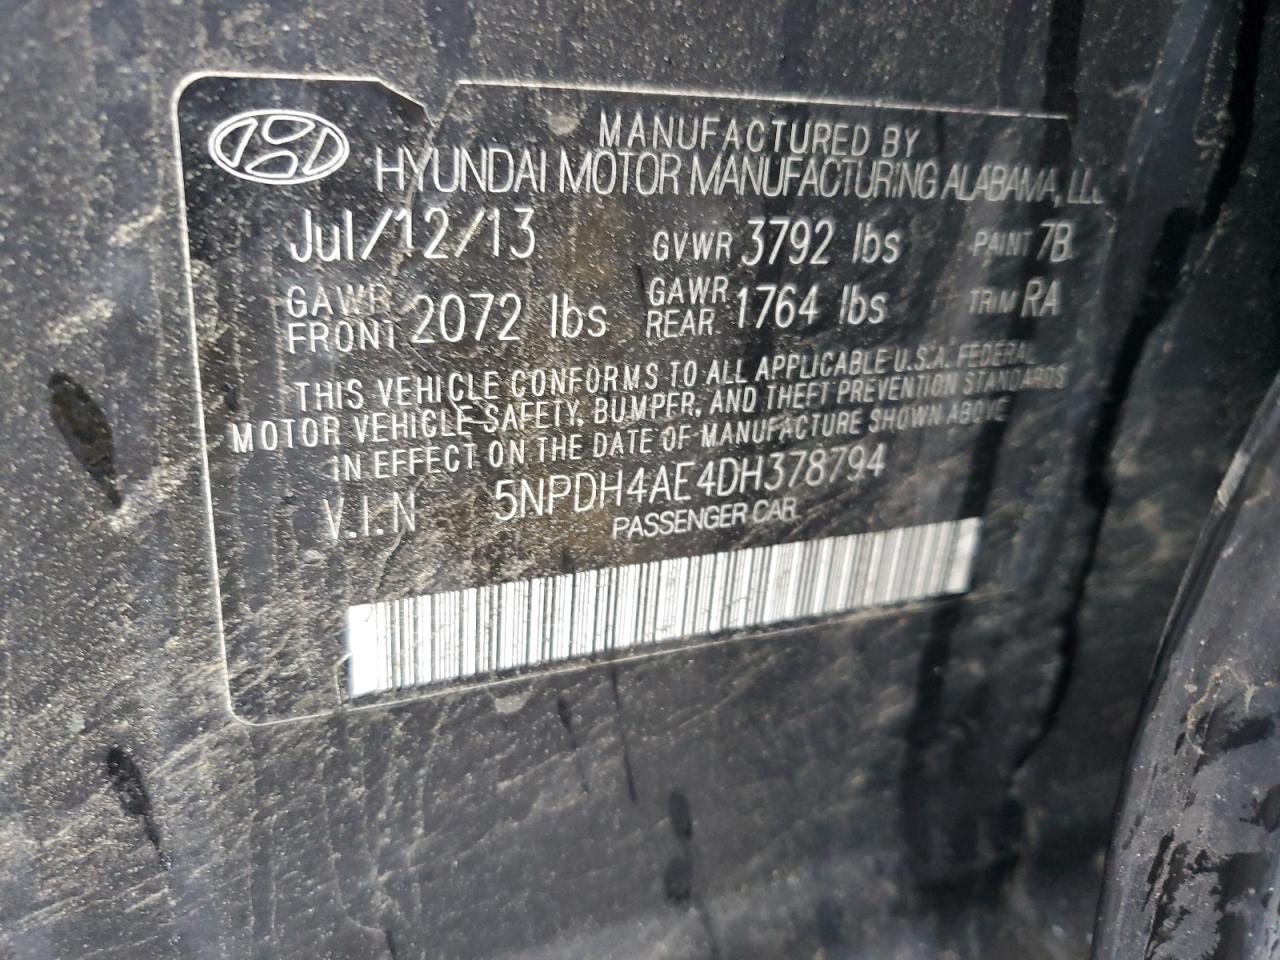 MANUFACTURED BY
HYUNDAI MOTOR MANUFACTURING ALABAMA, LLC
Jul/12/13 GVWR 3792 lbs PAINT 7B
GAWR FRONT 2072 lbs GAWR REAR 1764 lbs TRIM RA
THIS VEHICLE CONFORMS TO ALL APPLICABLE U.S.A. FEDERAL
MOTOR VEHICLE SAFETY, BUMPER, AND THEFT PREVENTION STANDARDS
IN EFFECT ON THE DATE OF MANUFACTURE SHOWN ABOVE
V.I.N 5NPDH4AE4DH378794
PASSENGER CAR